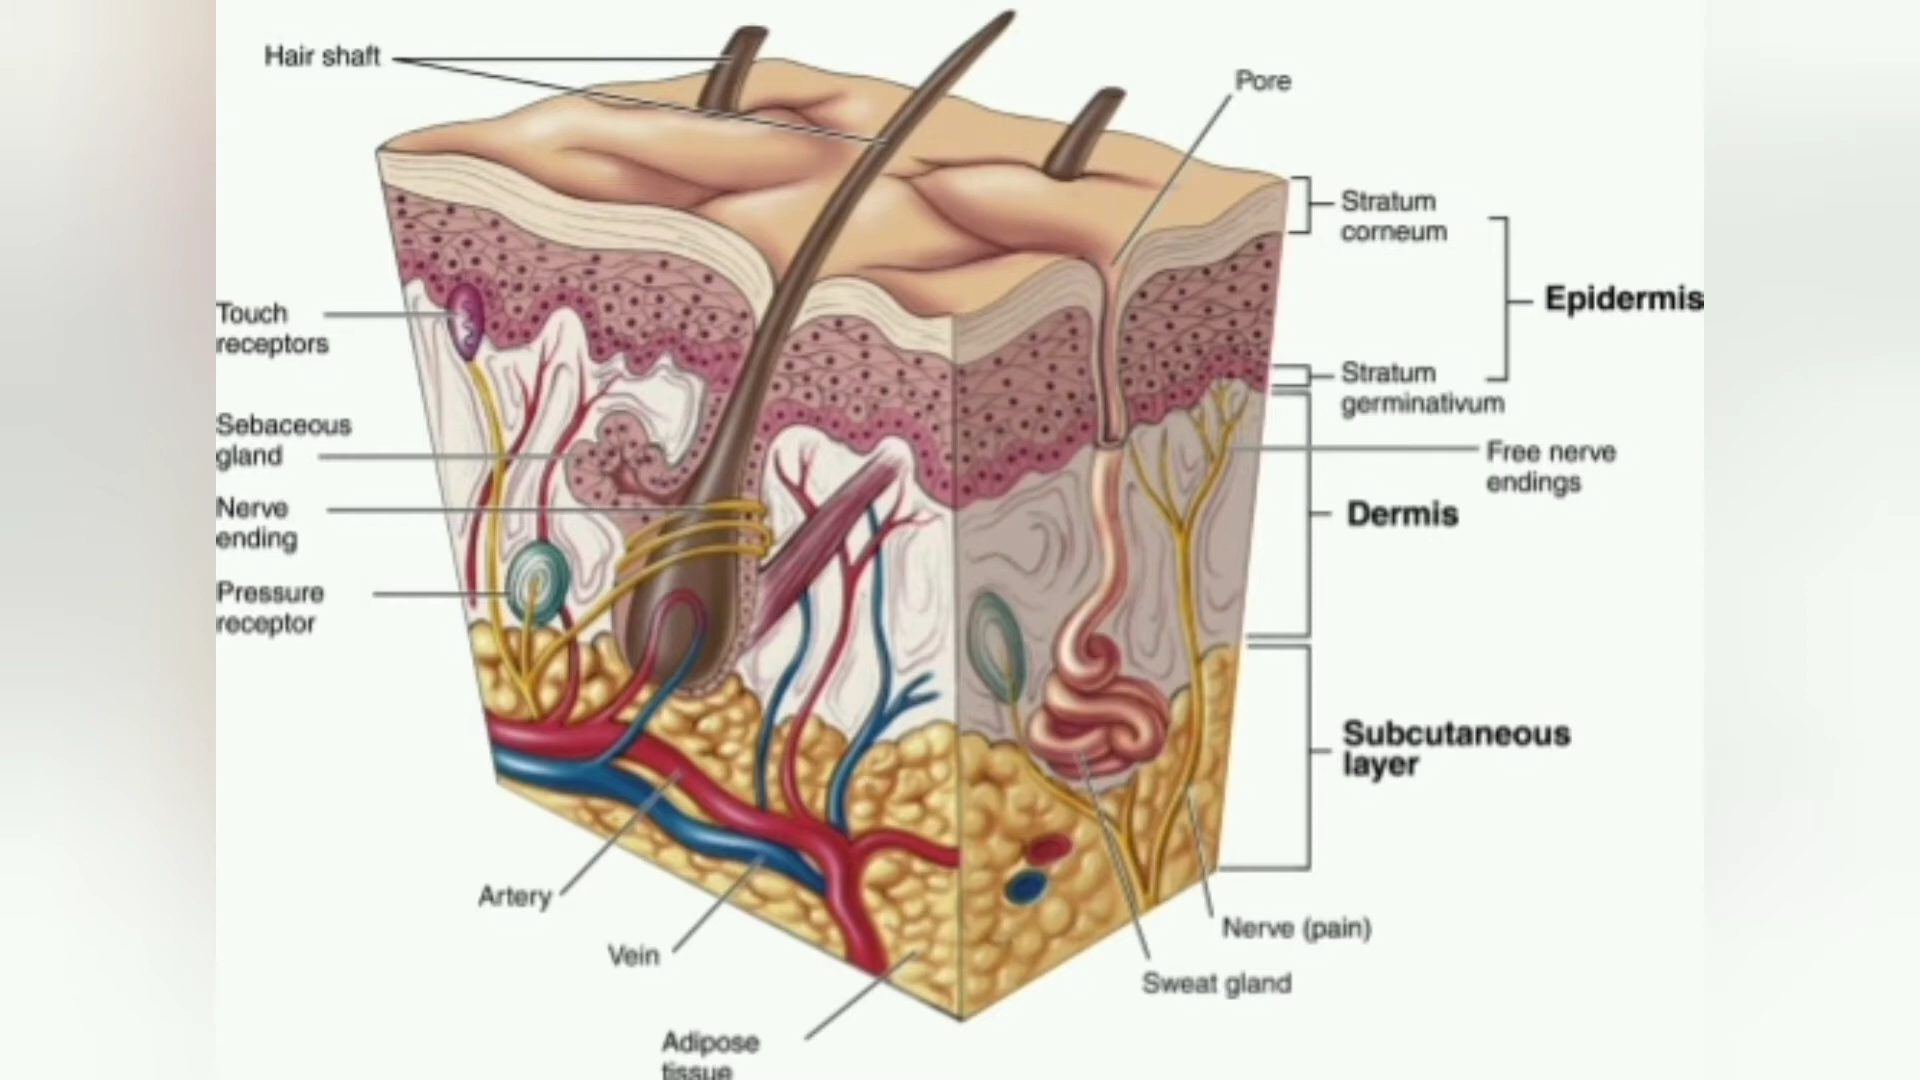 Hair shaft
Pore
Stratum
corneum
Epidermis
Touch
receptors
Stratum
germinativum
Sebaceous
gland
Free nerve
endings
Nerve
ending
Dermis
Pressure
receptor
Subcutaneous
layer
Artery
Nerve (pain)
Vein
Sweat gland
Adipose
tissue